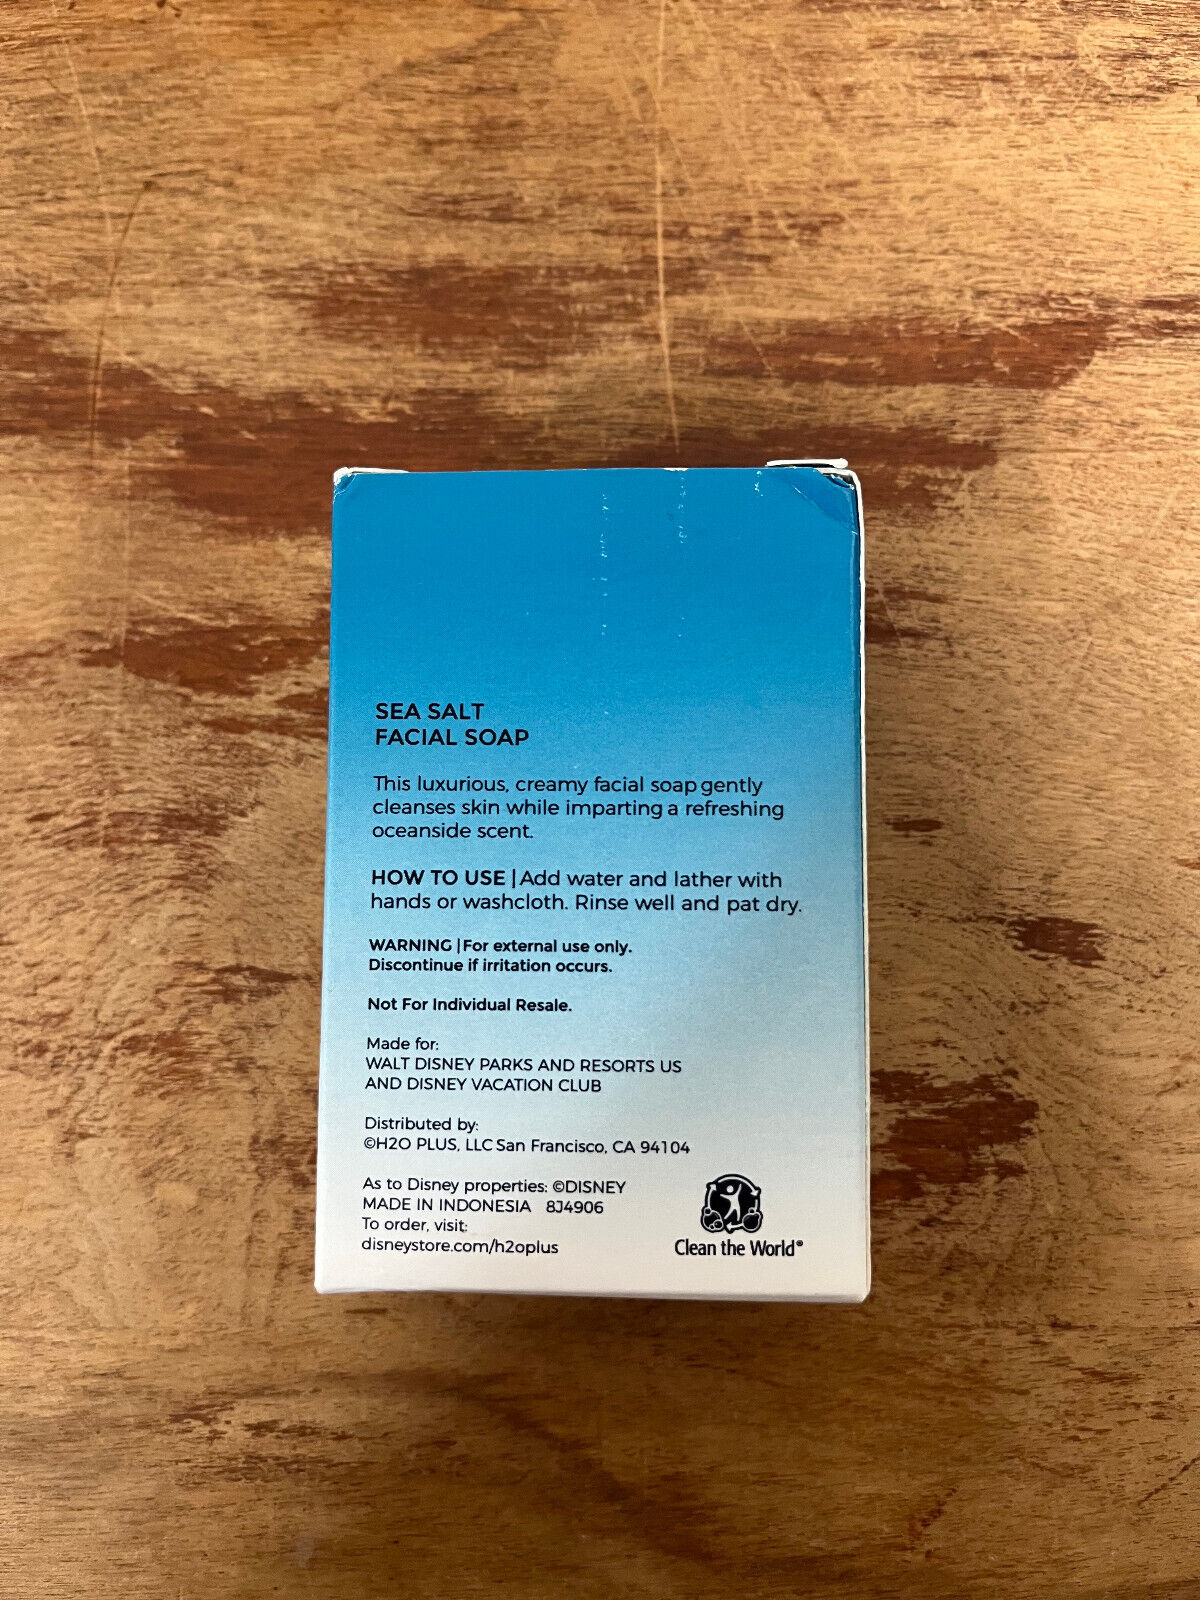 SEA SALT
FACIAL SOAP
This luxurious, creamy facial soap gently
cleanses skin while imparting a refreshing
oceanside scent.
HOW TO USE | Add water and lather with
hands or washcloth. Rinse well and pat dry.
WARNING | For external use only.
Discontinue if irritation occurs.
Not For Individual Resale.
Made for:
WALT DISNEY PARKS AND RESORTS US
AND DISNEY VACATION CLUB
Distributed by:
©H2O PLUS, LLC San Francisco, CA 94104
As to Disney properties: ©DISNEY
MADE IN INDONESIA 8J4906
To order, visit:
disneystore.com/h2oplus
Clean the World®